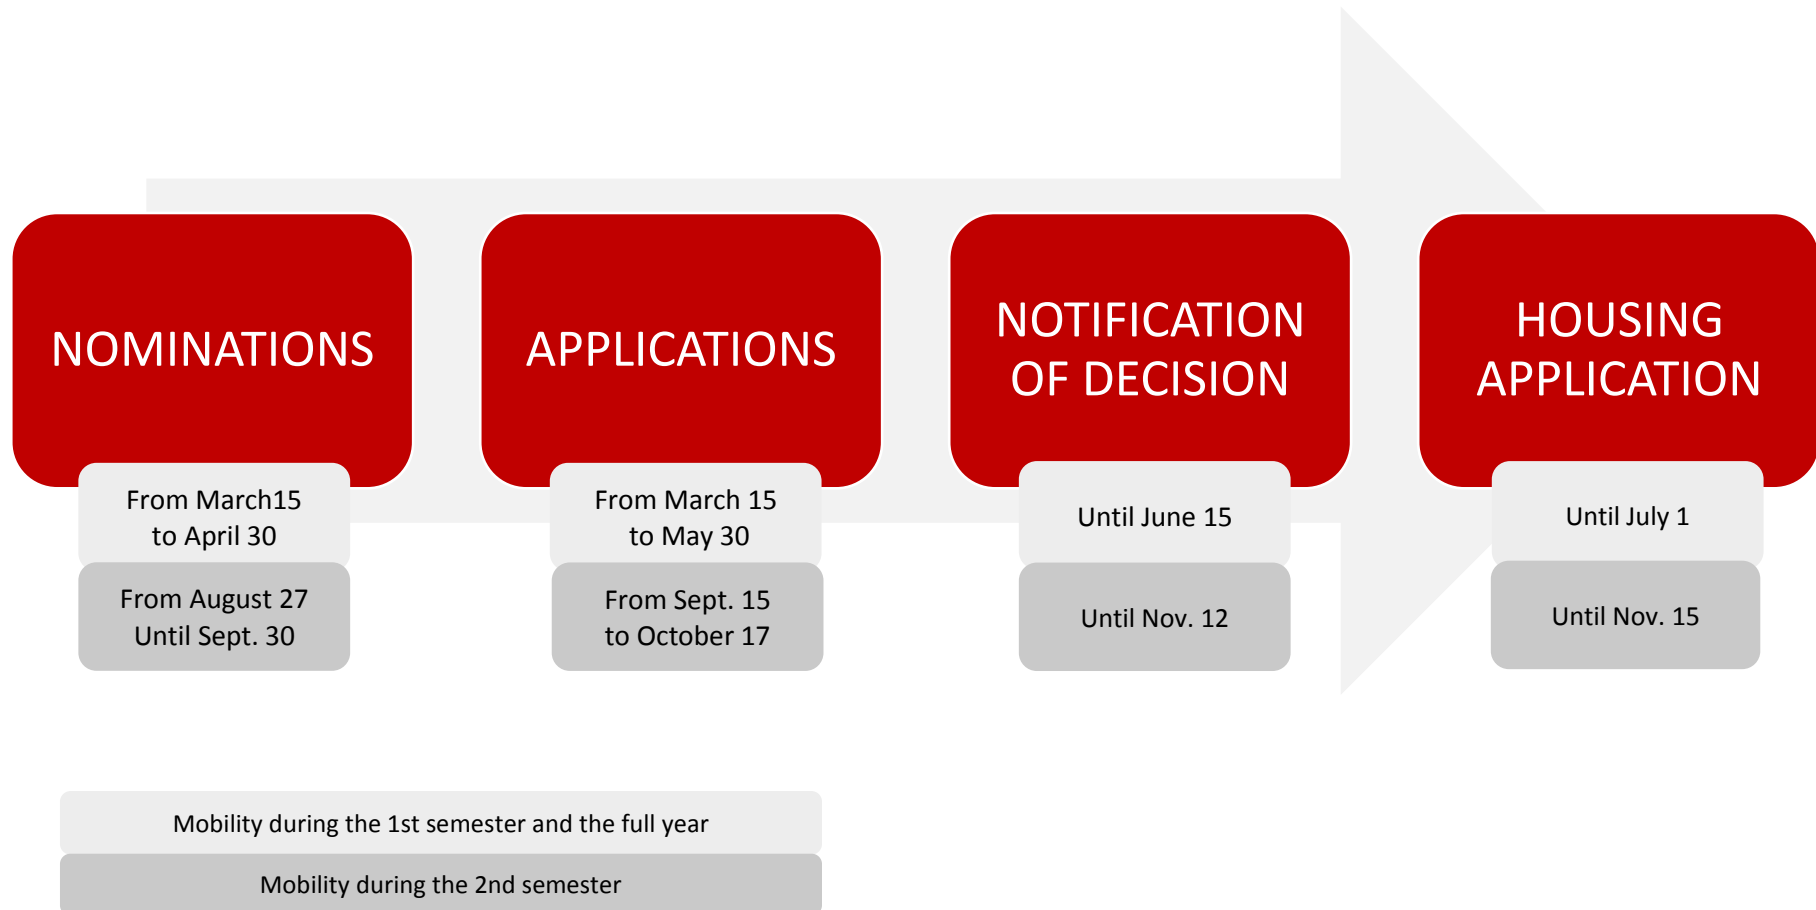 NOMINATIONS
From March15
to April 30
From August 27
Until Sept. 30
APPLICATIONS
From March 15
to May 30
From Sept. 15
to October 17
NOTIFICATION
OF DECISION
Until June 15
Until Nov. 12
HOUSING
APPLICATION
Until July 1
Until Nov. 15
Mobility during the 1st semester and the full year
Mobility during the 2nd semester